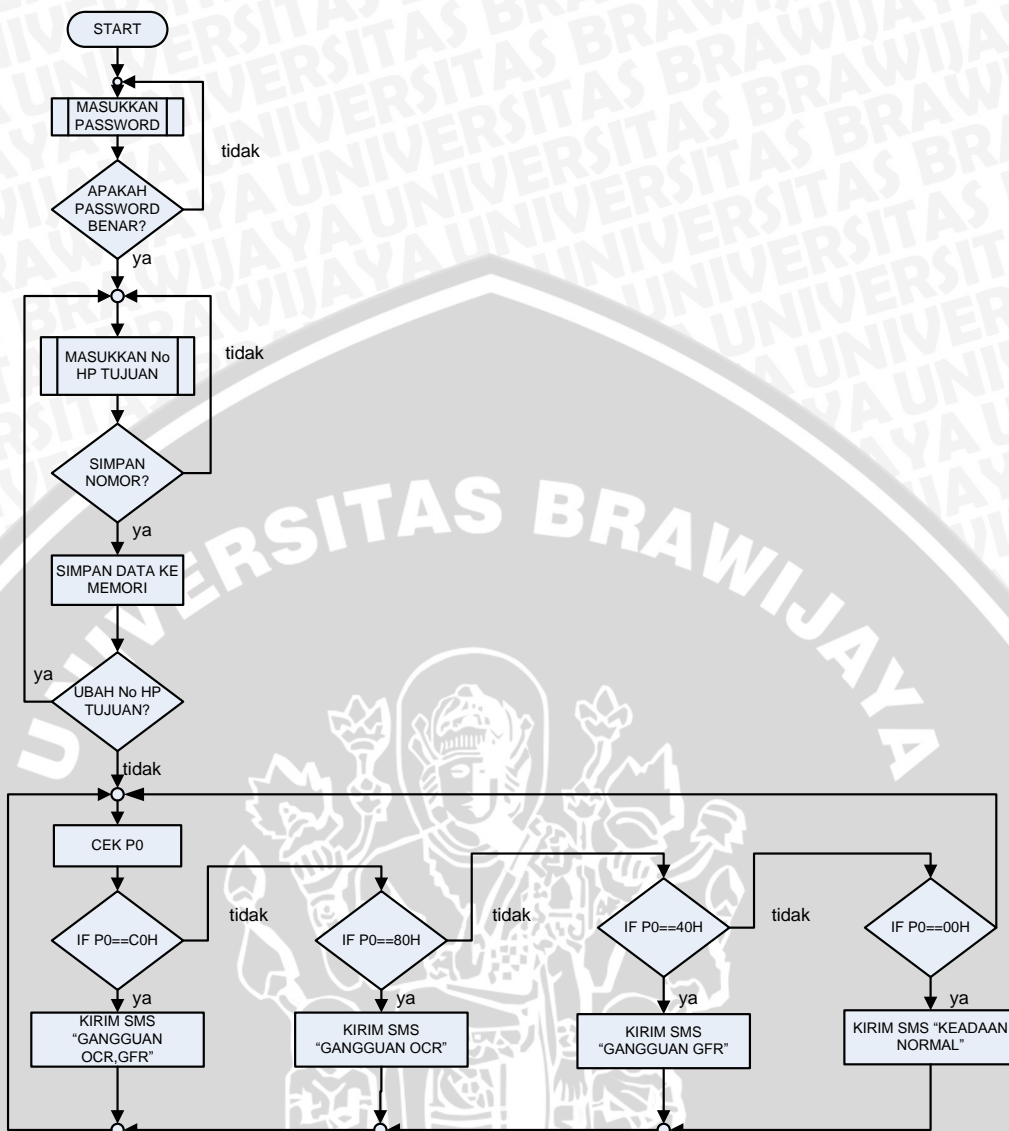 START
MASUKKAN
PASSWORD
tidak
APAKAH
PASSWORD
BENAR?
ya
MASUKKAN No
HP TUJUAN
tidak
SIMPAN
NOMOR?
ya
SIMPAN DATA KE
MEMORI
ya
UBAH No HP
TUJUAN?
tidak
CEK P0
IF P0==C0H
tidak
IF P0==80H
tidak
IF P0==40H
tidak
IF P0==00H
ya
ya
ya
ya
KIRIM SMS
“GANGGUAN
OCR,GFR”
KIRIM SMS
“GANGGUAN OCR”
KIRIM SMS
“GANGGUAN GFR”
KIRIM SMS “KEADAAN
NORMAL”
UNIVERSITAS BRAWIJAYA